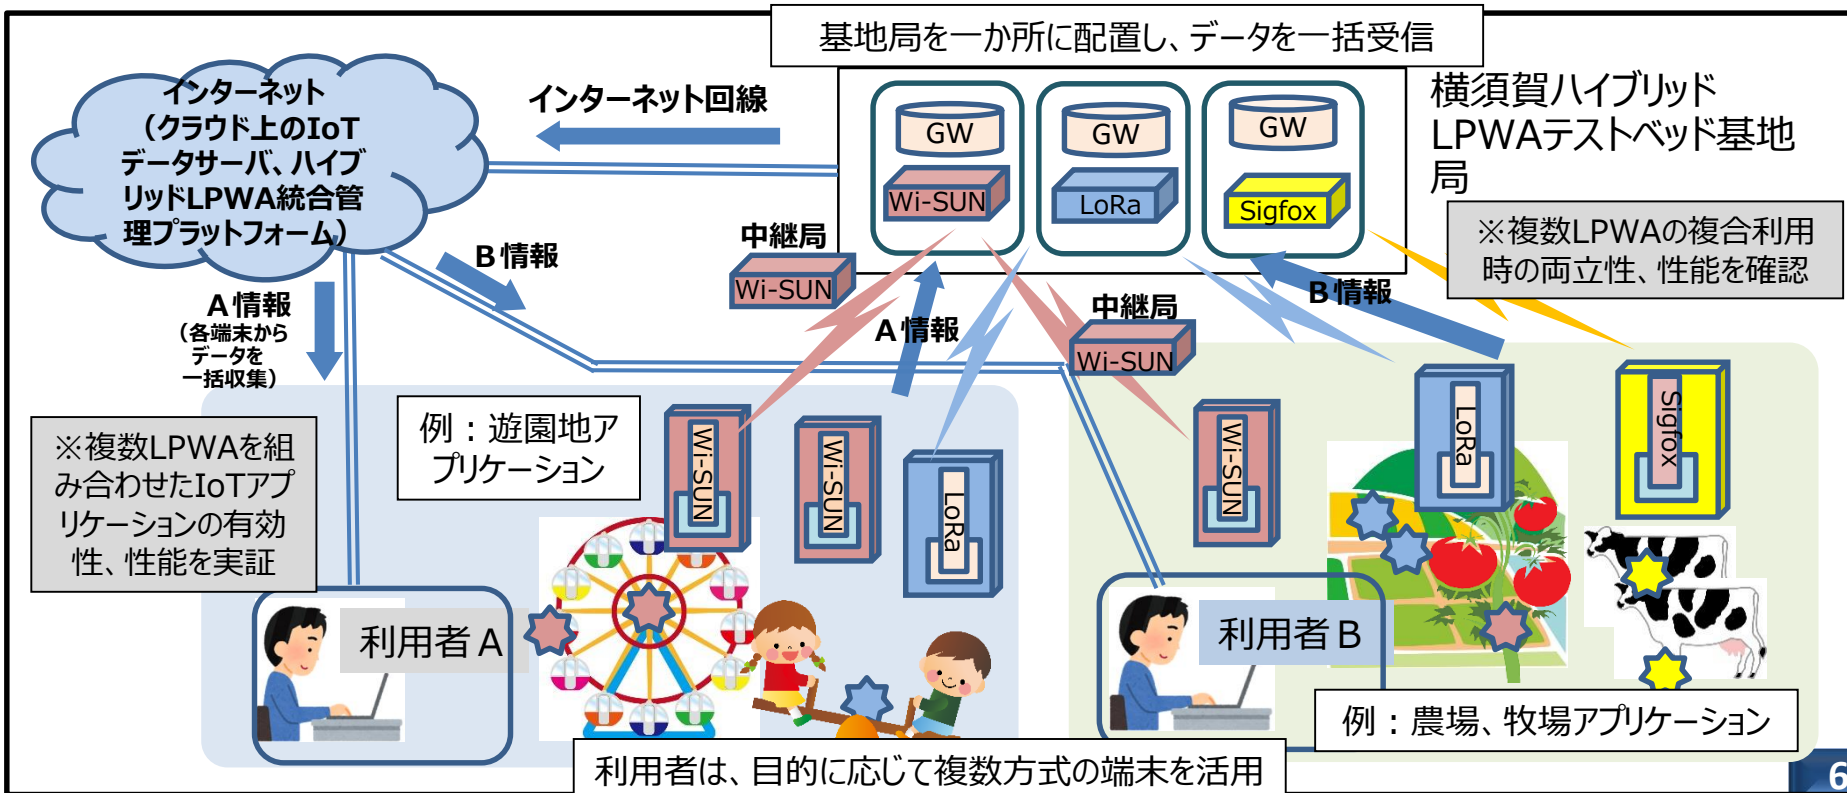 基地局を一か所に配置し、データを一括受信
横須賀ハイブリッド
LPWAテストベッド基地
局
インターネット
（クラウド上のIoT
データサーバ、ハイブ
リッドLPWA統合管
理プラットフォーム）
インターネット回線
GW
GW
GW
Wi-SUN
LoRa
Sigfox
※複数LPWAの複合利用
時の両立性、性能を確認
中継局
Wi-SUN
B情報
A情報
（各端末から
データを
一括収集）
A情報
中継局
Wi-SUN
B情報
※複数LPWAを組
み合わせたIoTアプ
リケーションの有効
性、性能を実証
例：遊園地ア
プリケーション
Wi-SUN
Wi-SUN
LoRa
Wi-SUN
LoRa
Sigfox
利用者A
利用者B
例：農場、牧場アプリケーション
利用者は、目的に応じて複数方式の端末を活用
6